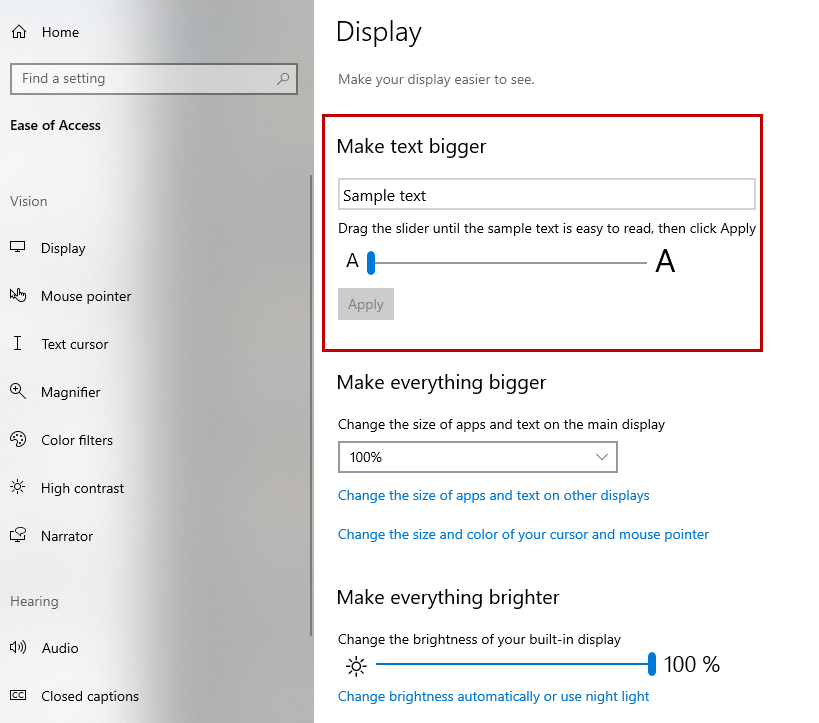 Home
Find a setting
Ease of Access
Vision
Display
Mouse pointer
Text cursor
Magnifier
Color filters
High contrast
Narrator
Hearing
Audio
CC Closed captions
Display
Make your display easier to see.
Make text bigger
Sample text
Drag the slider until the sample text is easy to read, then click Apply
A A
Apply
Make everything bigger
Change the size of apps and text on the main display
100%
Change the size of apps and text on other displays
Change the size and color of your cursor and mouse pointer
Make everything brighter
Change the brightness of your built-in display
100 %
Change brightness automatically or use night light